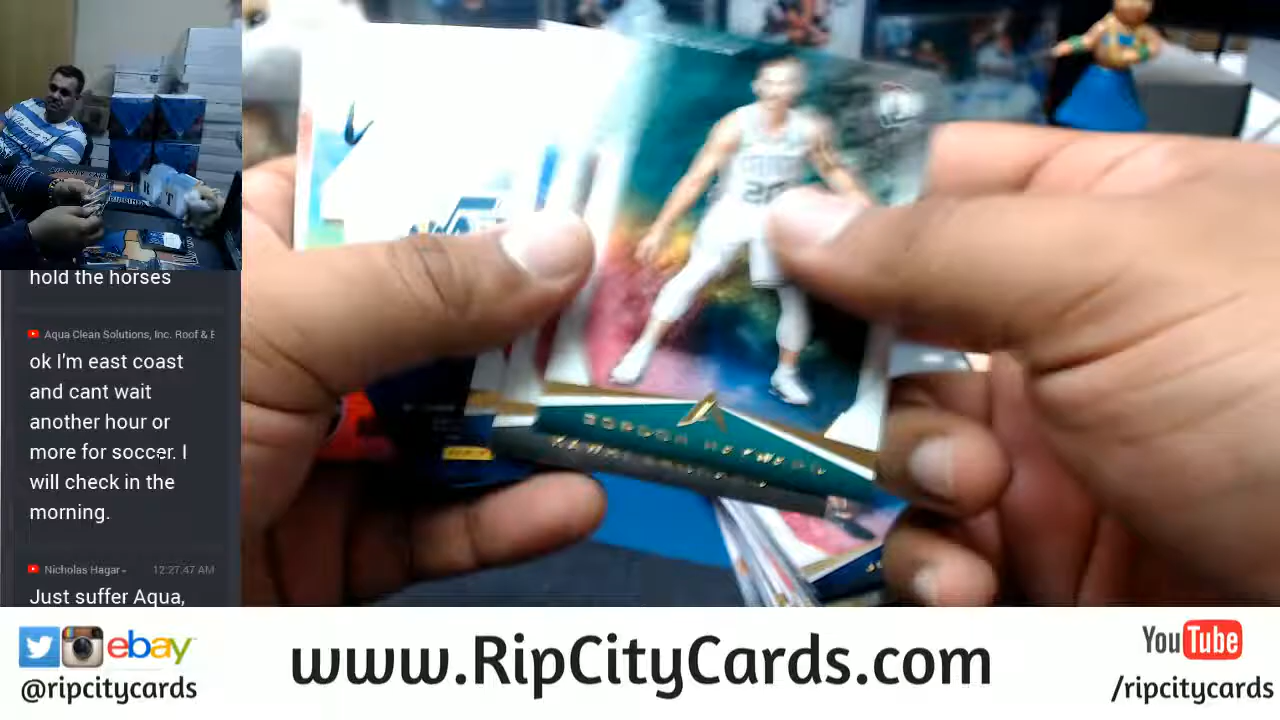 hold the horses
Aqua Clean Solutions, Inc. Roof & E
ok I'm east coast
and cant wait
another hour or
more for soccer. I
will check in the
morning.
Nicholas Hagar
12:27:47 AM
Just suffer Aqua,
CELTICS
20
GORDON HAYWARD
ebay
@ripcitycards
www.RipCityCards.com
YouTube
/ripcitycards